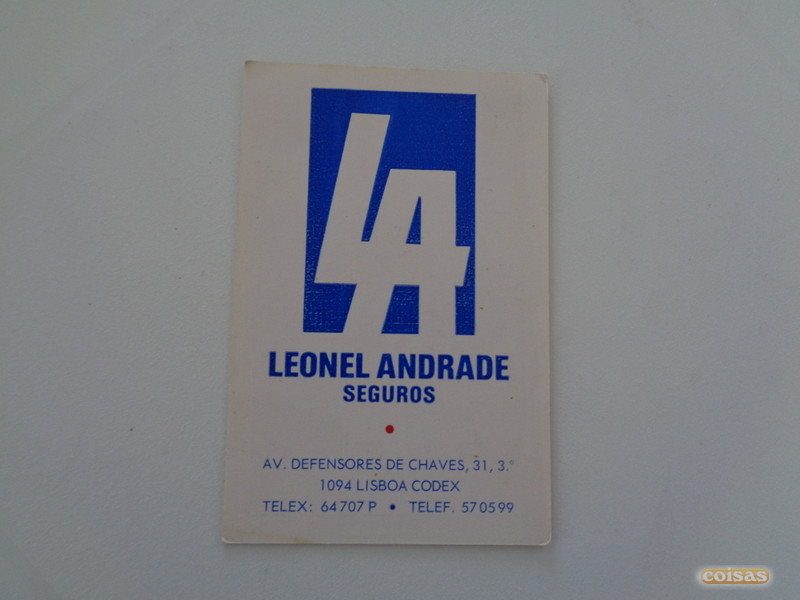 LA
LEONEL ANDRADE
SEGUROS
AV. DEFENSORES DE CHAVES, 31, 3.º
1094 LISBOA CODEX
TELEX: 64707 P • TELEF. 570599
coisas